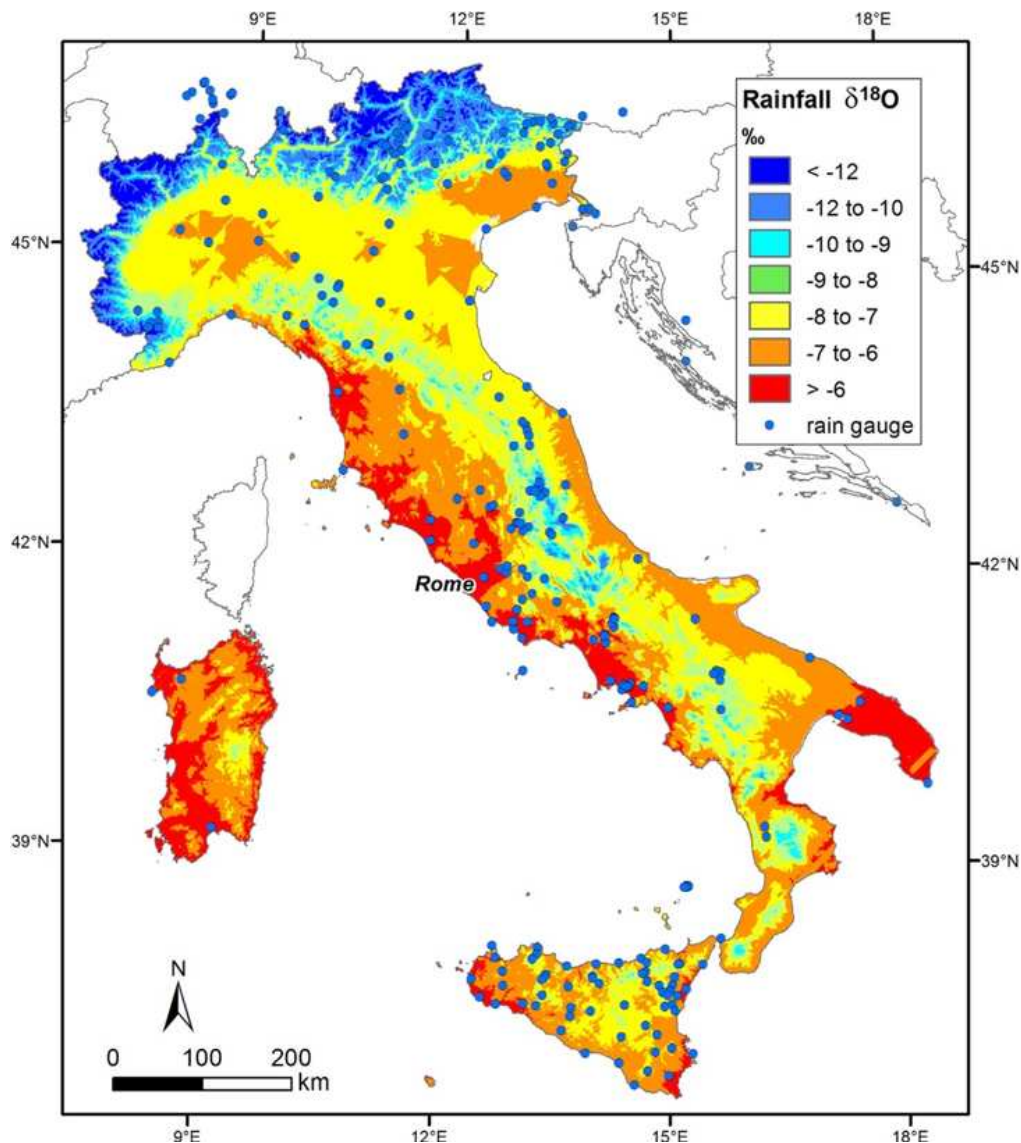 9°E 12°E 15°E 18°E
Rainfall δ¹⁸O
‰
< -12
-12 to -10
-10 to -9
-9 to -8
-8 to -7
-7 to -6
> -6
rain gauge
45°N 45°N
42°N 42°N
Rome
39°N 39°N
N
0 100 200
km
9°E 12°E 15°E 18°E